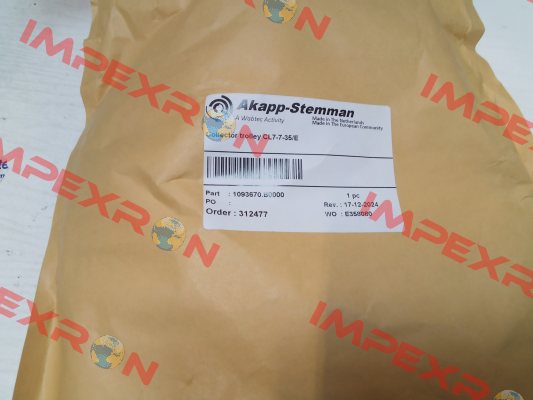 IMPEXRON
Akapp-Stemman
A Wabtec Activity
Made in The Netherlands
Made in The European Community
Collector trolley CL7-7-35/E
Part : 1093670.B0000
1 pc
PO :
Rev. : 17-12-2024
Order : 312477
WO : E358080
IMPEXRON
IMPEXRON
IMPEXRON
IMPEXRON